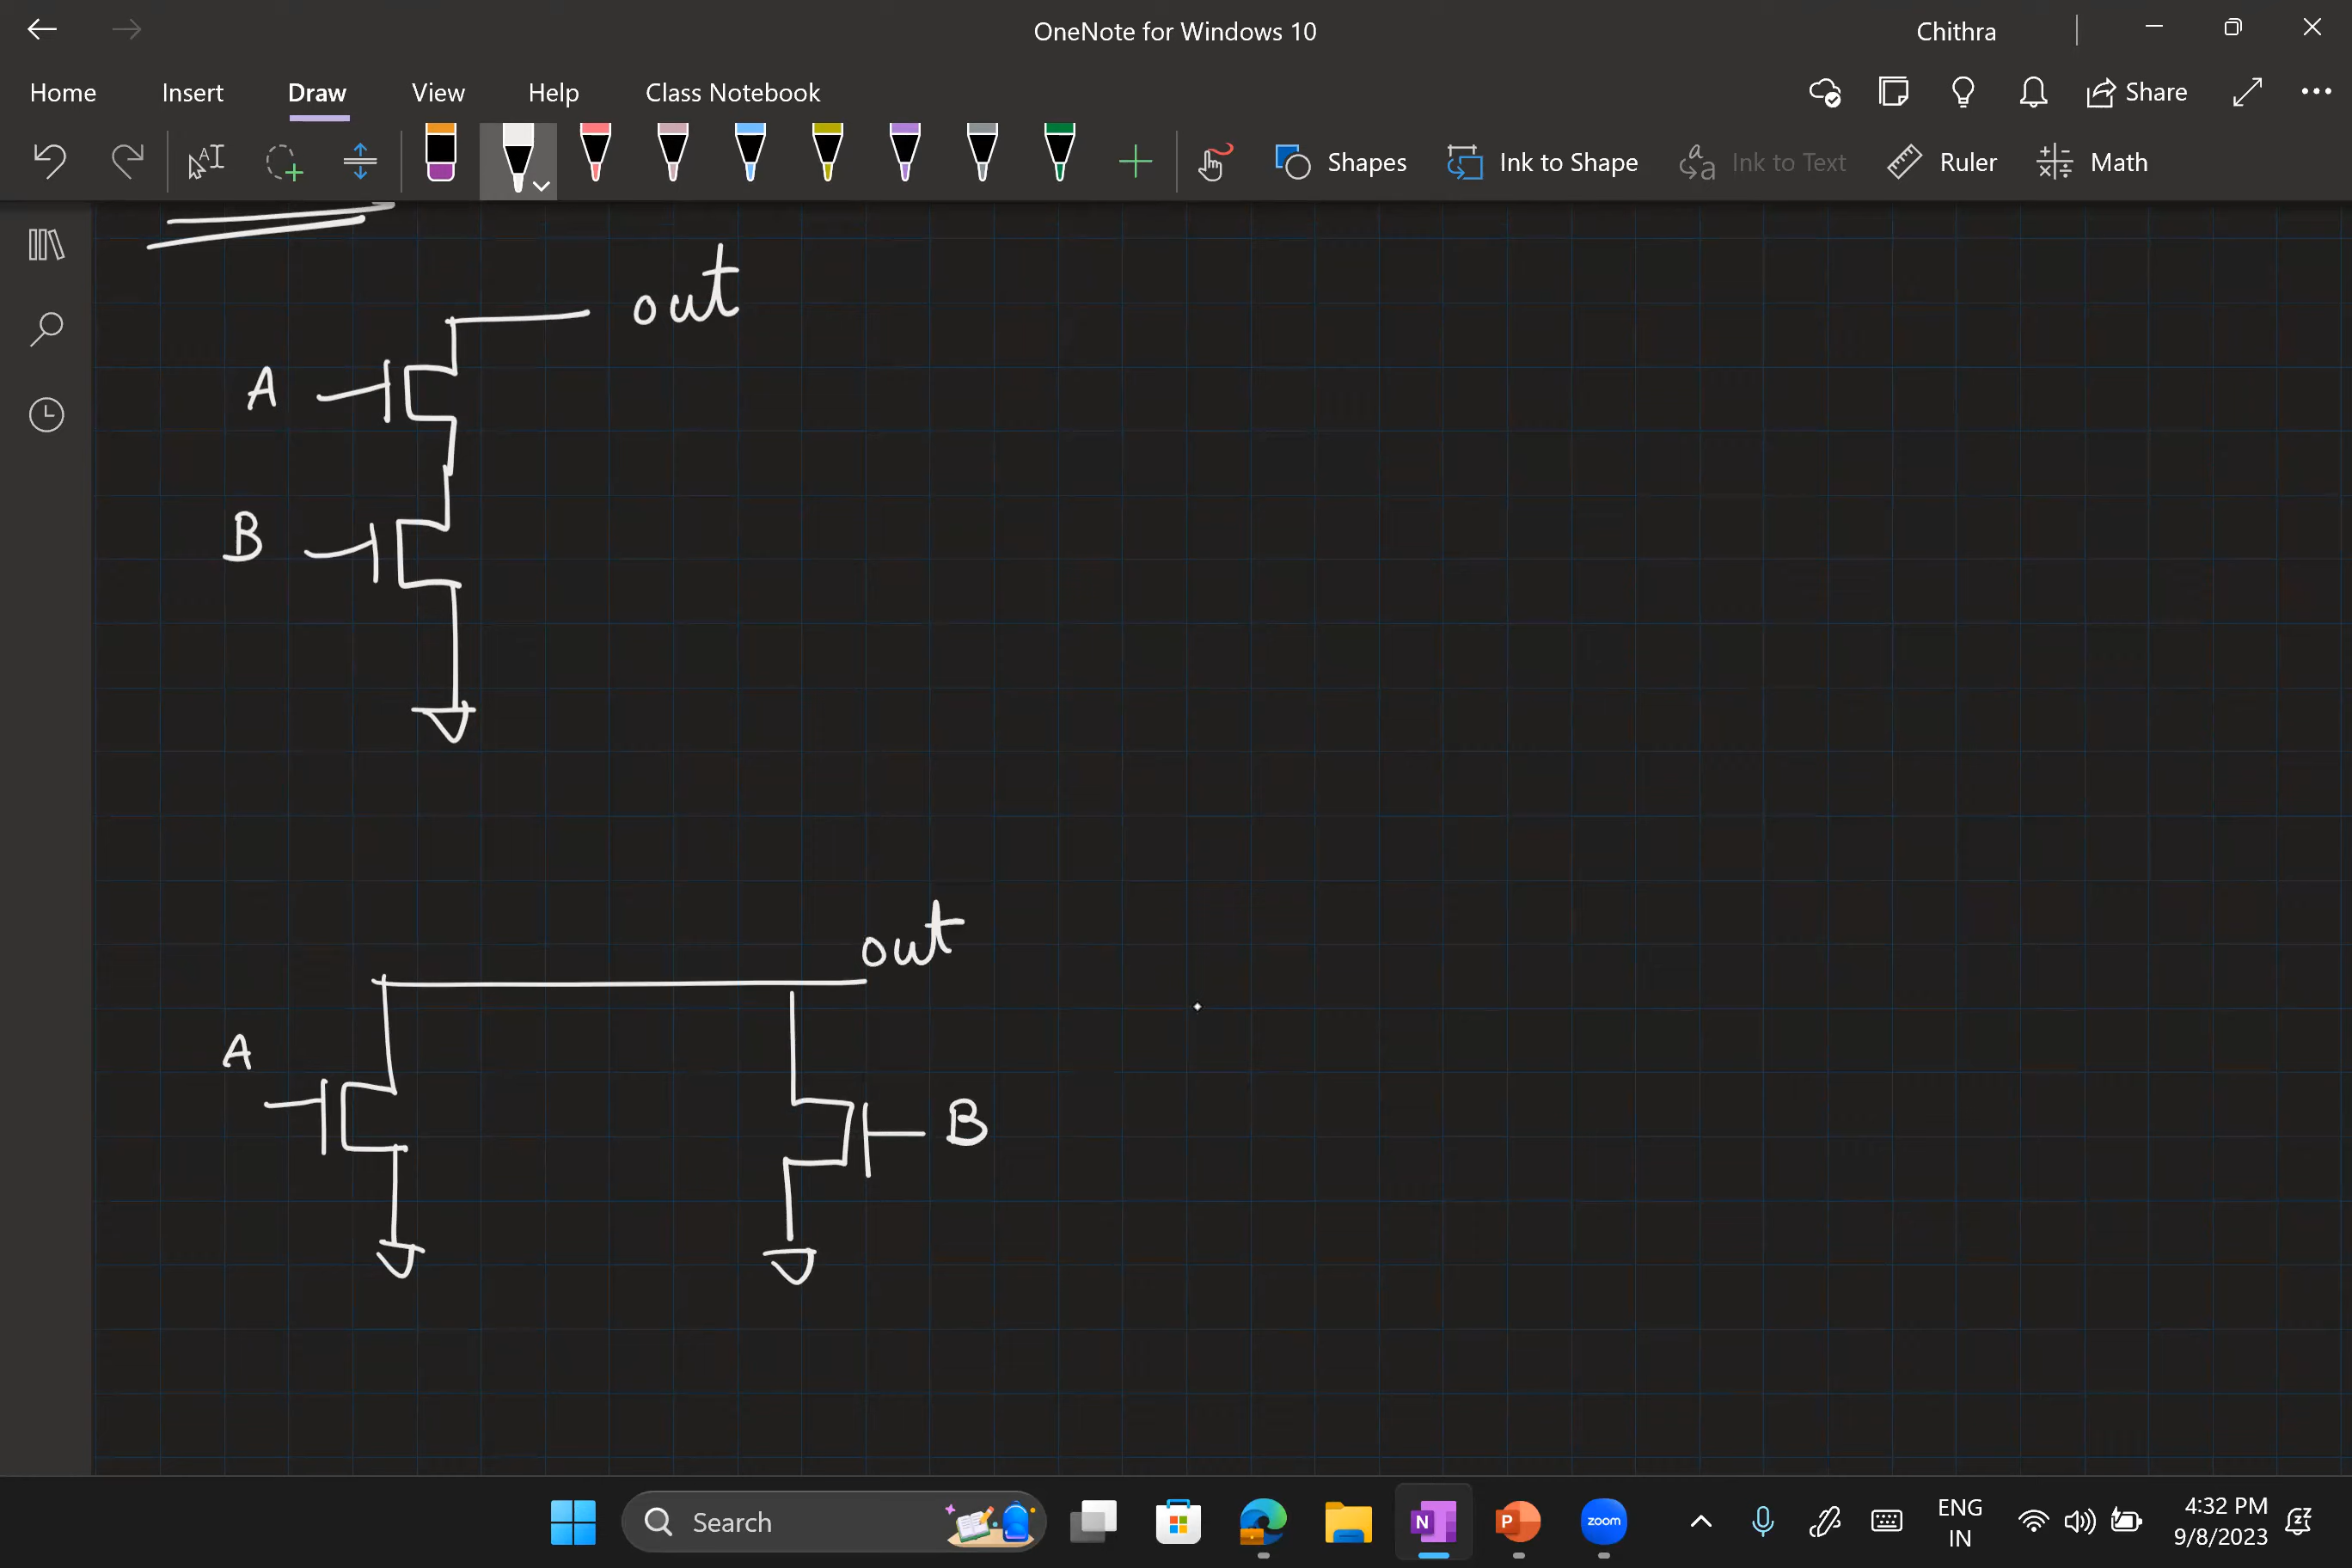 OneNote for Windows 10
Chithra
Home Insert Draw View Help Class Notebook
Share
Shapes Ink to Shape Ink to Text Ruler Math
out
A
B
out
A
B
Search
N
P
zoom
ENG
IN
4:32 PM
9/8/2023